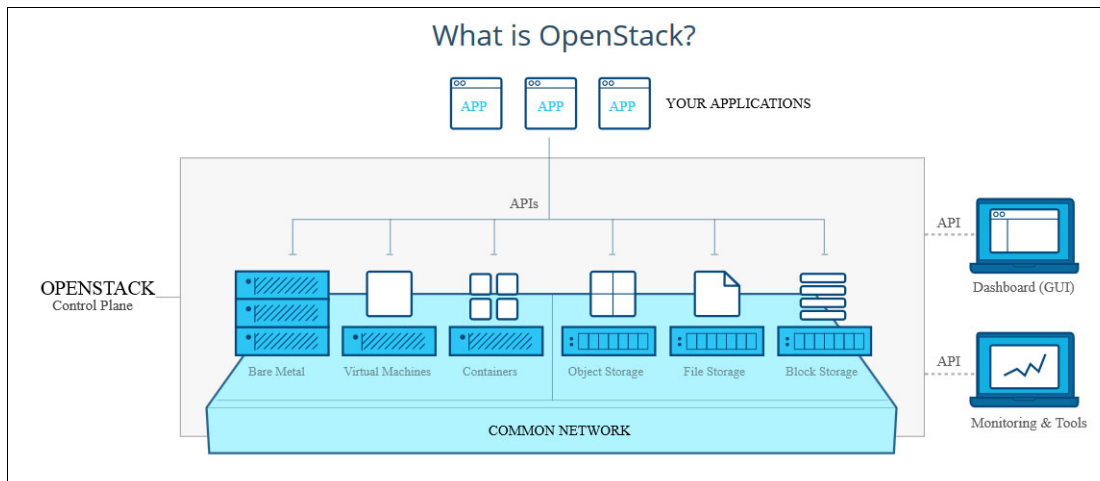 What is OpenStack?
APP APP APP YOUR APPLICATIONS
APIs
API
OPENSTACK
Control Plane
Dashboard (GUI)
Bare Metal Virtual Machines Containers Object Storage File Storage Block Storage
API
Monitoring & Tools
COMMON NETWORK